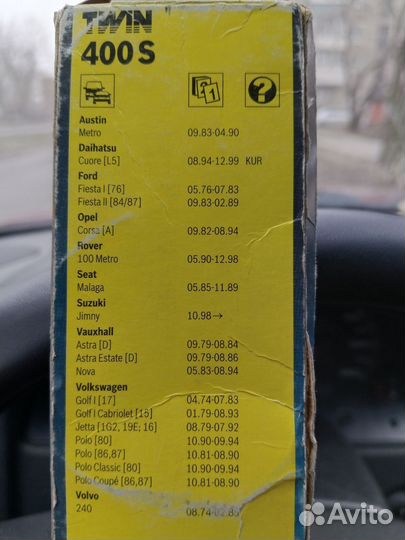 TWIN
400S
Austin
Metro 09.83-04.90
Daihatsu
Cuore [L5] 08.94-12.99 KUR
Ford
Fiesta I [76] 05.76-07.83
Fiesta II [84/87] 09.83-02.89
Opel
Corsa [A] 09.82-08.94
Rover
100 Metro 05.90-12.98
Seat
Malaga 05.85-11.89
Suzuki
Jimny 10.98→
Vauxhall
Astra [D] 09.79-08.84
Astra Estate [D] 09.79-08.86
Nova 05.83-08.94
Volkswagen
Golf I [17] 04.74-07.83
Golf I Cabriolet [15] 01.79-08.93
Jetta [1G2, 19E; 16] 08.79-07.92
Polo [80] 10.90-09.94
Polo [86,87] 10.81-08.90
Polo Classic [80] 10.90-09.94
Polo Coupé [86,87] 10.81-08.90
Volvo
240
Avito